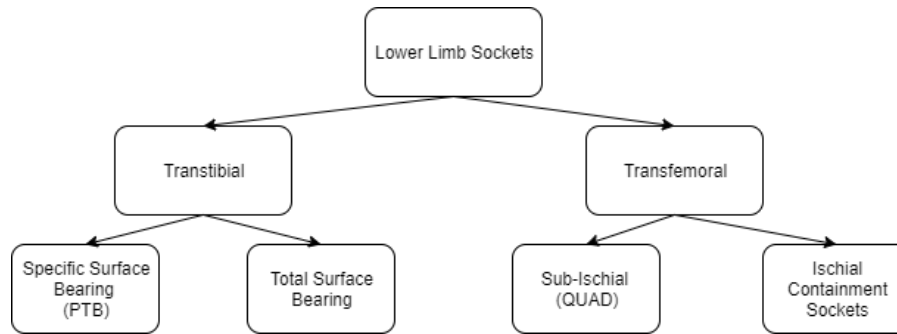 Lower Limb Sockets
Transtibial
Transfemoral
Specific Surface
Bearing
(PTB)
Total Surface
Bearing
Sub-Ischial
(QUAD)
Ischial
Containment
Sockets